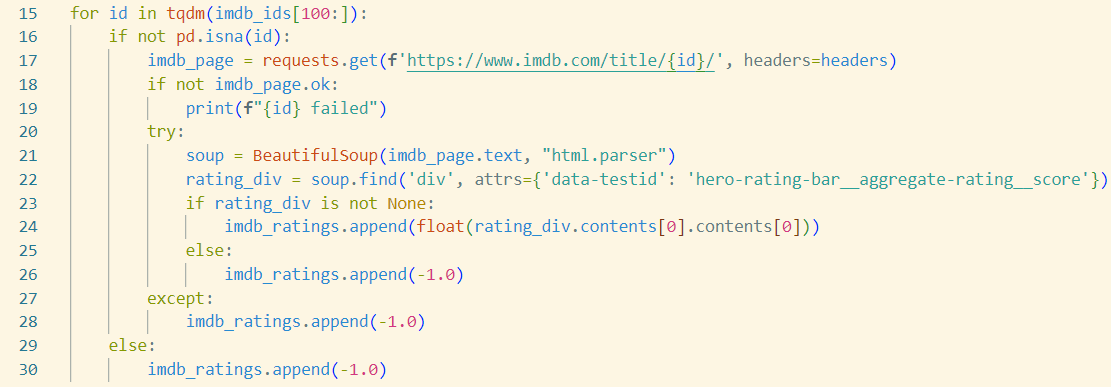 15 for id in tqdm(imdb_ids[100:]):
16     if not pd.isna(id):
17         imdb_page = requests.get(f'https://www.imdb.com/title/{id}/', headers=headers)
18         if not imdb_page.ok:
19             print(f"{id} failed")
20         try:
21             soup = BeautifulSoup(imdb_page.text, "html.parser")
22             rating_div = soup.find('div', attrs={'data-testid': 'hero-rating-bar__aggregate-rating__score'})
23             if rating_div is not None:
24                 imdb_ratings.append(float(rating_div.contents[0].contents[0]))
25             else:
26                 imdb_ratings.append(-1.0)
27         except:
28             imdb_ratings.append(-1.0)
29     else:
30         imdb_ratings.append(-1.0)